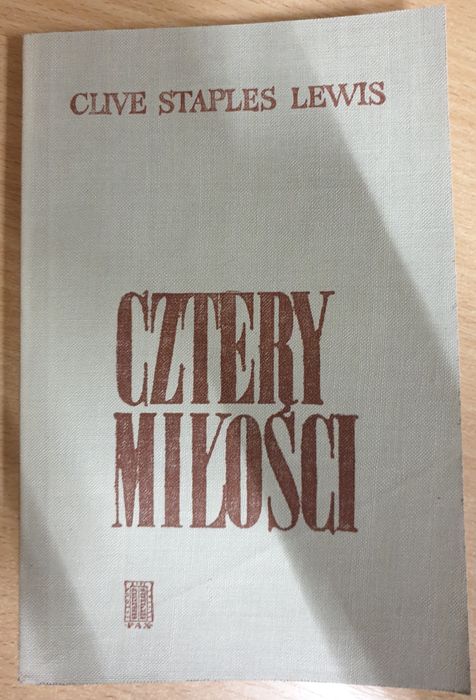 CLIVE STAPLES LEWIS
CZTERY
MIŁOŚCI
PAX